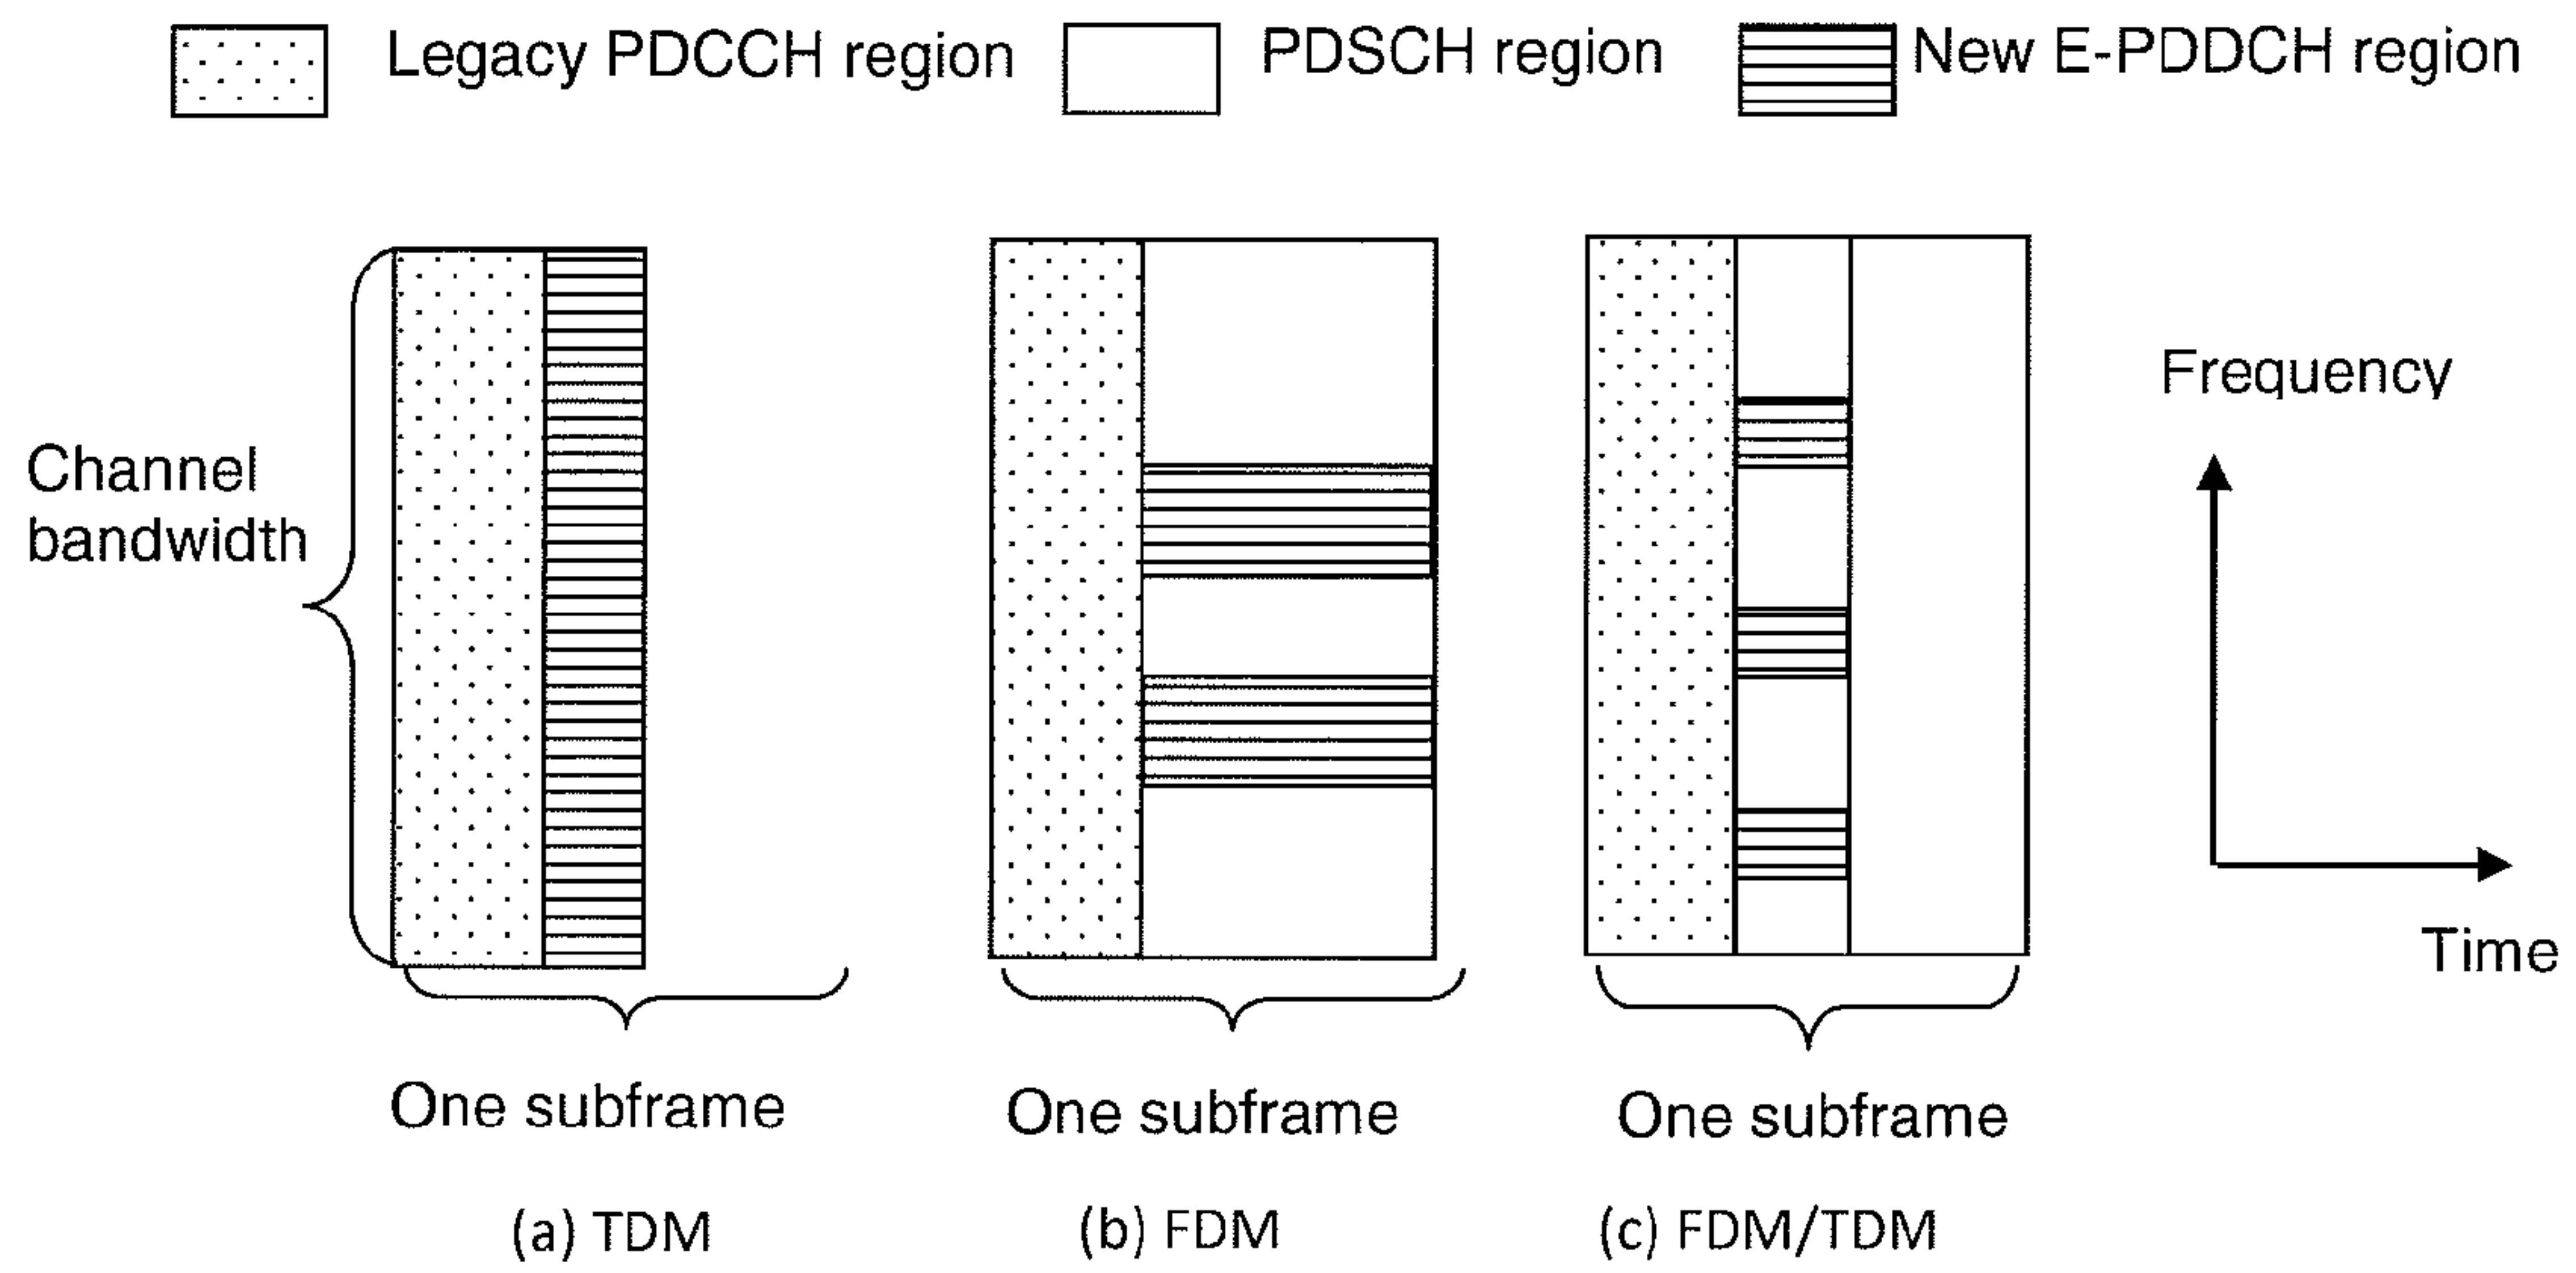 Legacy PDCCH region
PDSCH region
New E-PDDCH region
Channel
bandwidth
Frequency
Time
One subframe
One subframe
One subframe
(a) TDM
(b) FDM
(c) FDM/TDM